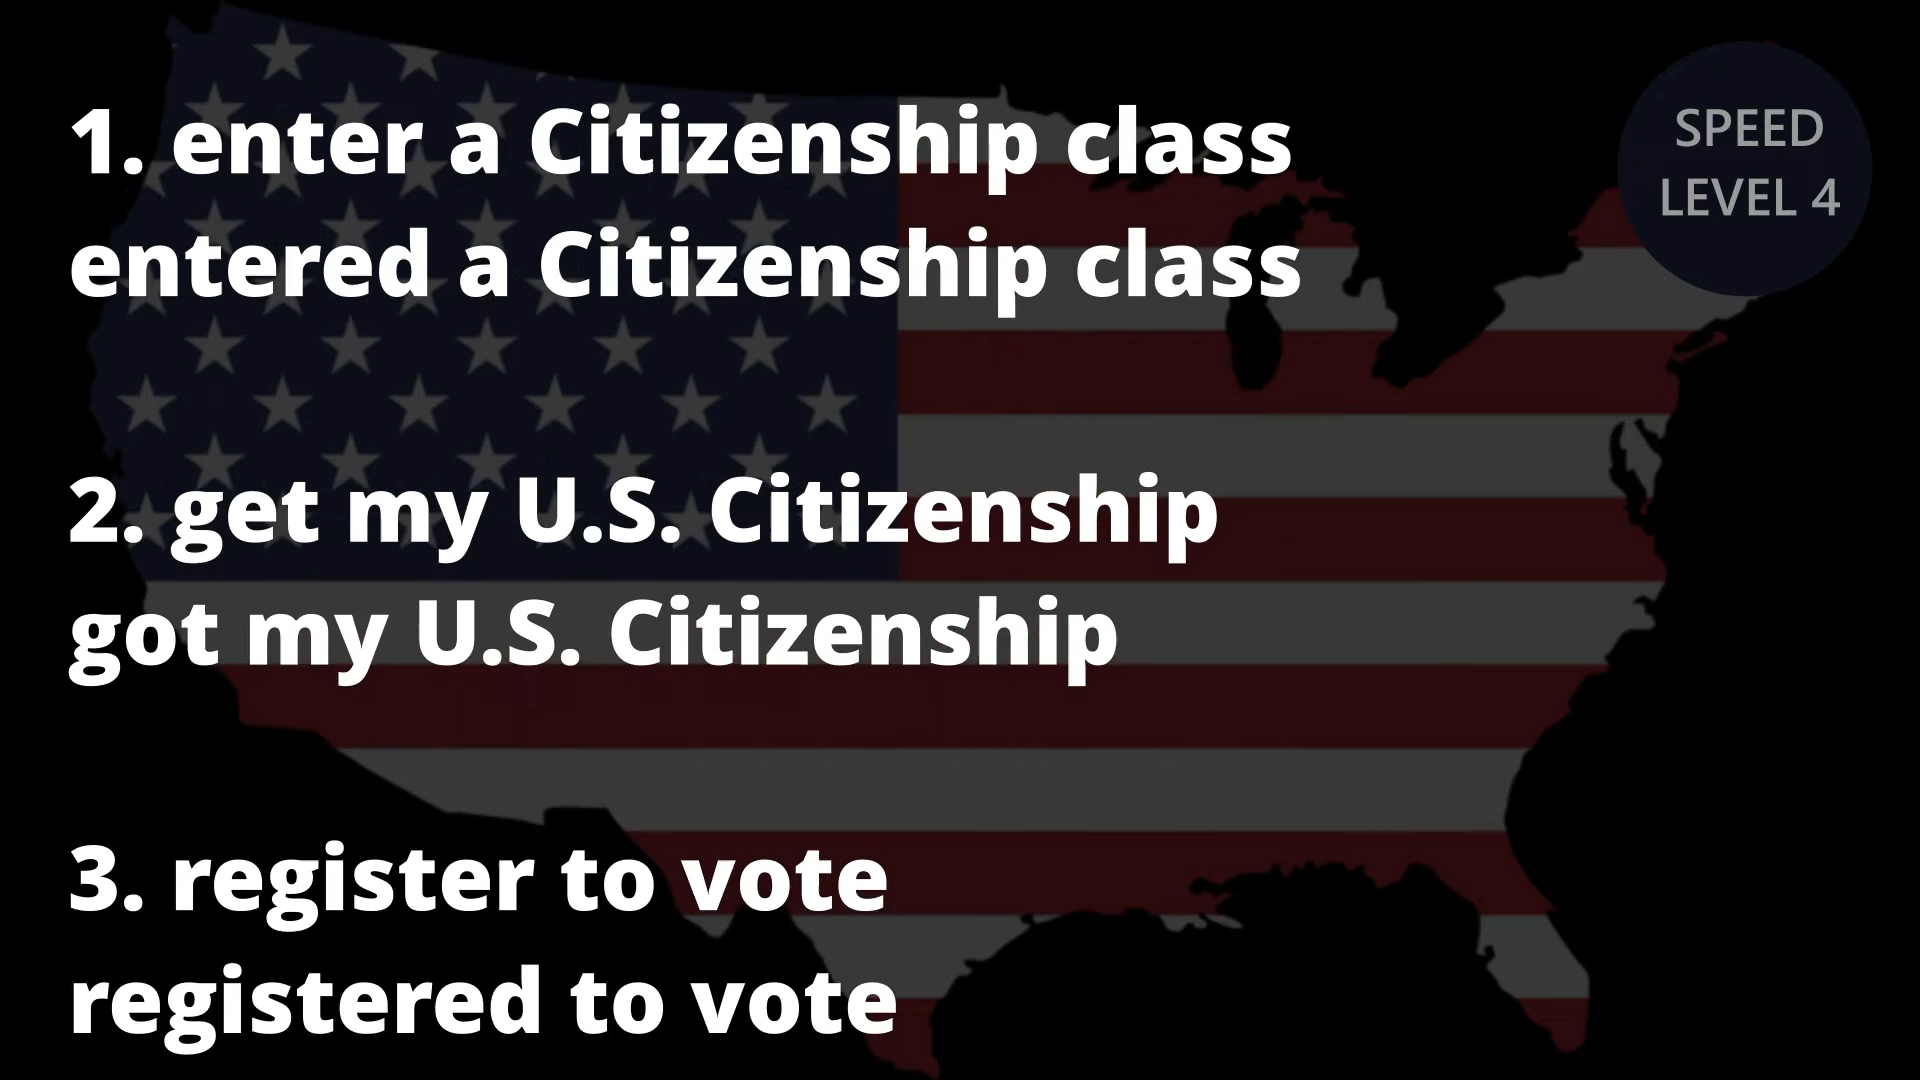 1. enter a Citizenship class
entered a Citizenship class
2. get my U.S. Citizenship
got my U.S. Citizenship
3. register to vote
registered to vote
SPEED
LEVEL 4